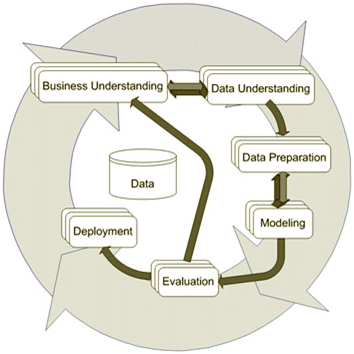 Business Understanding
Data Understanding
Data Preparation
Data
Modeling
Deployment
Evaluation